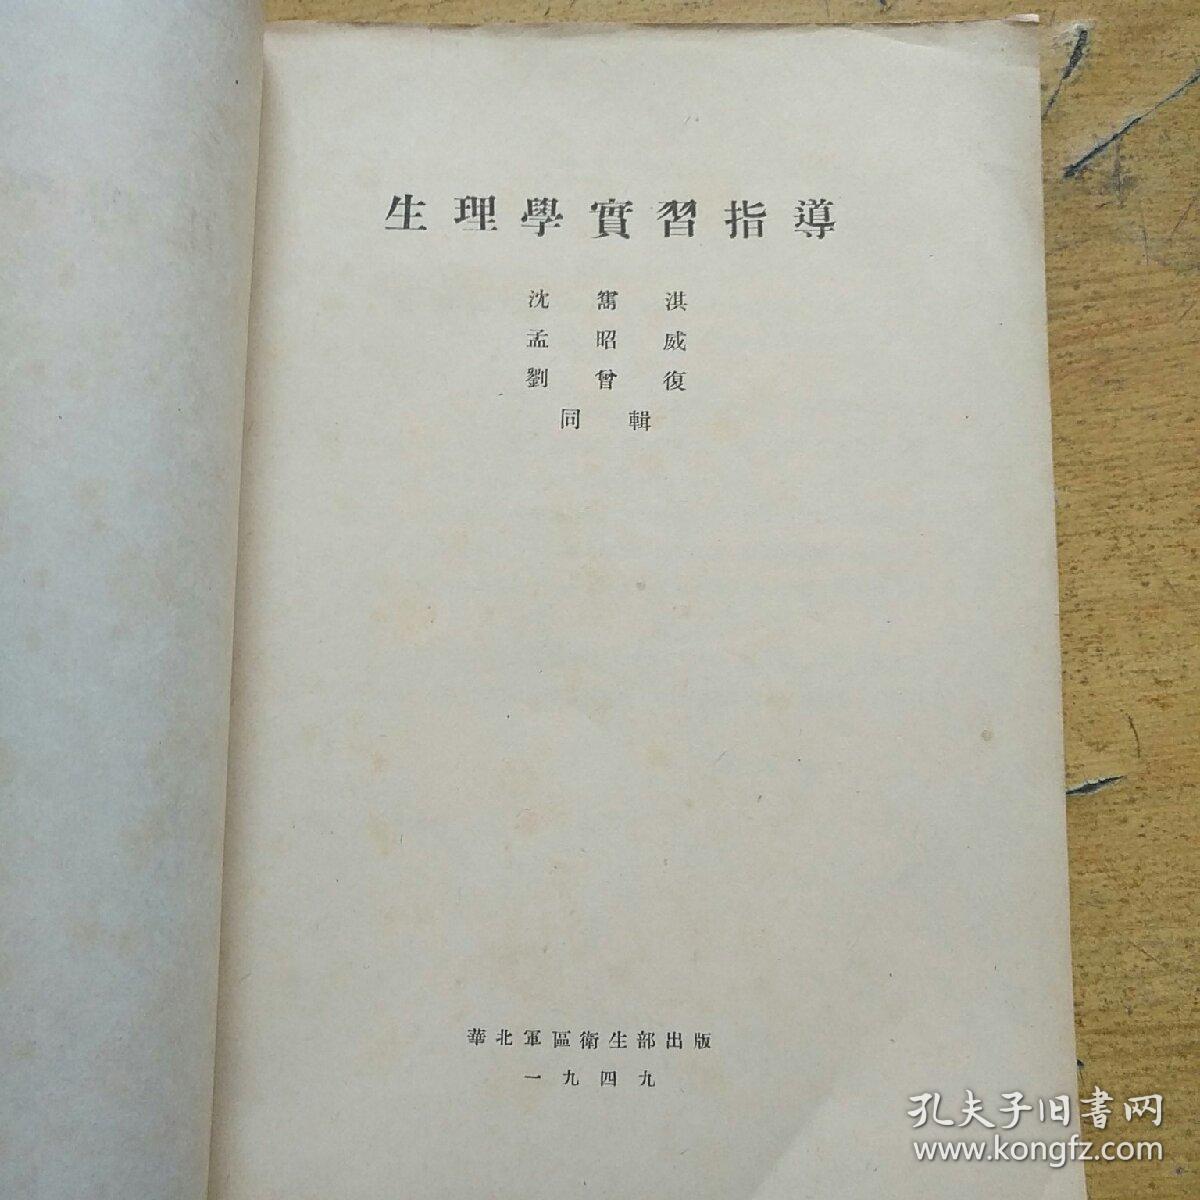 生理學實習指導
沈寯淇
孟昭威
劉曾復
同輯
華北軍區衛生部出版
一九四九
孔夫子旧书网
www.kongfz.com